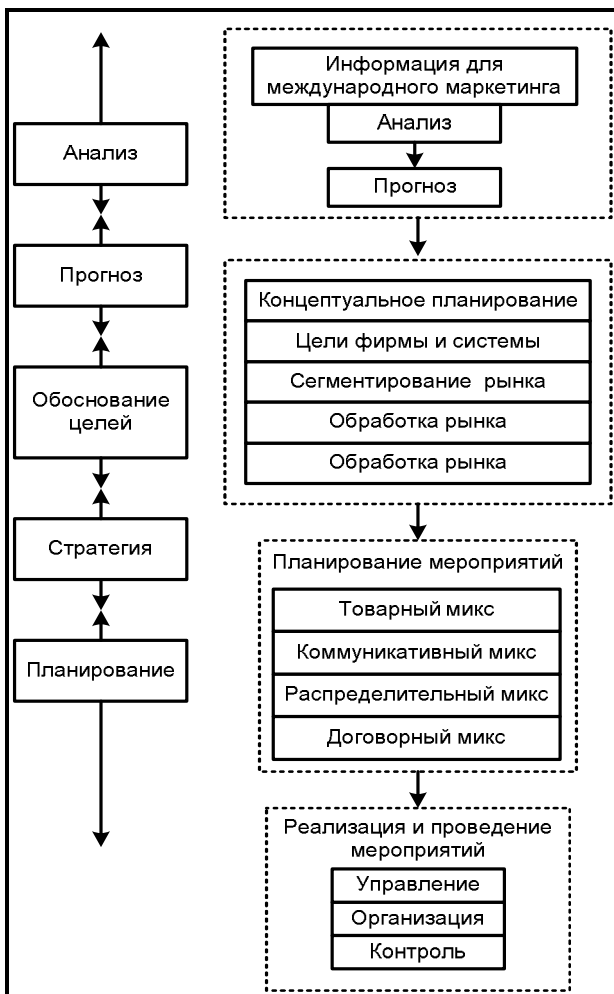 Анализ
Прогноз
Обоснование
целей
Стратегия
Планирование
Информация для
международного маркетинга
Анализ
Прогноз
Концептуальное планирование
Цели фирмы и системы
Сегментирование рынка
Обработка рынка
Обработка рынка
Планирование мероприятий
Товарный микс
Коммуникативный микс
Распределительный микс
Договорный микс
Реализация и проведение
мероприятий
Управление
Организация
Контроль